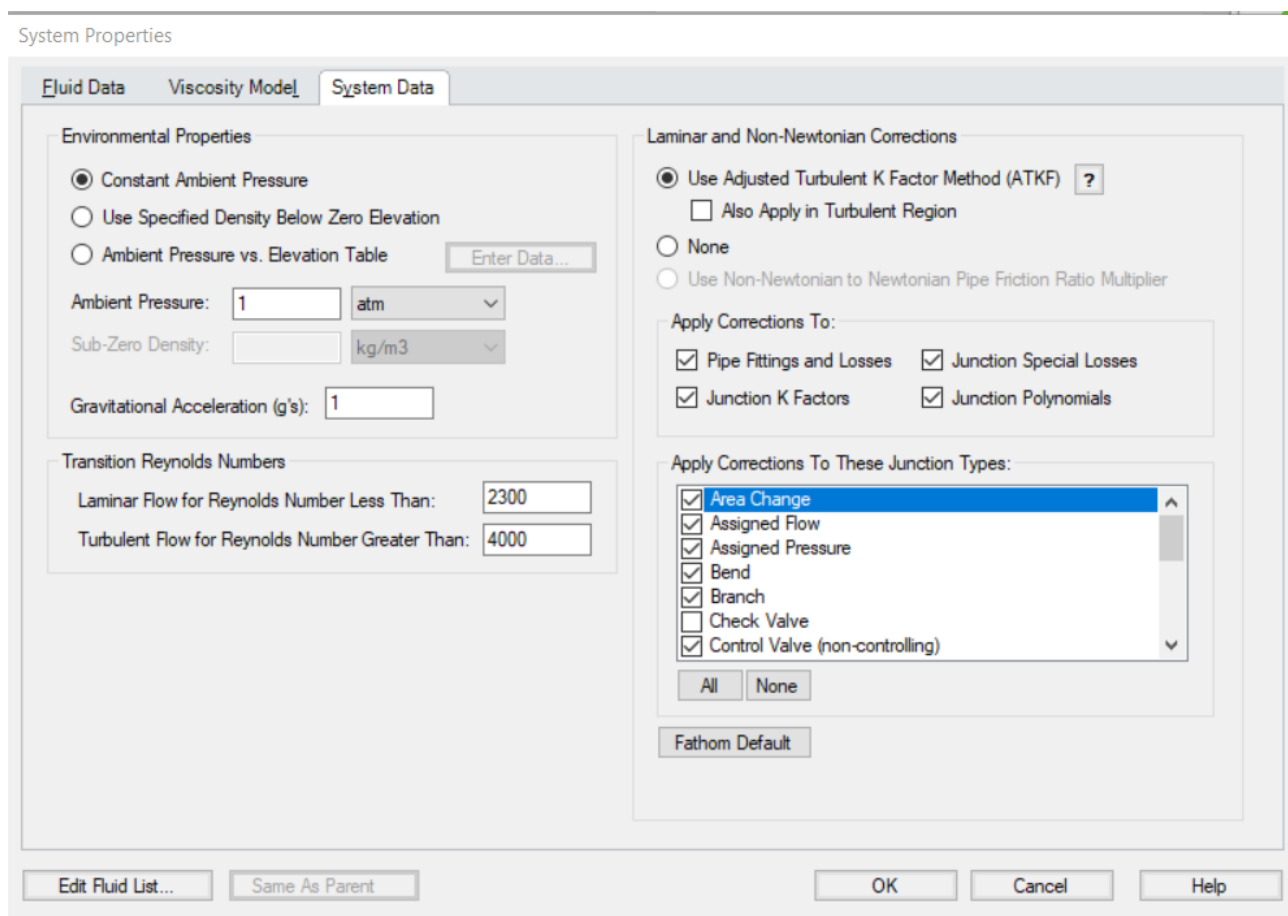 System Properties
Fluid Data
Viscosity Model
System Data
Environmental Properties
Constant Ambient Pressure
Use Specified Density Below Zero Elevation
Ambient Pressure vs. Elevation Table
Enter Data...
Ambient Pressure:
1
atm
Sub-Zero Density:
kg/m3
Gravitational Acceleration (g's):
1
Transition Reynolds Numbers
Laminar Flow for Reynolds Number Less Than:
2300
Turbulent Flow for Reynolds Number Greater Than:
4000
Laminar and Non-Newtonian Corrections
Use Adjusted Turbulent K Factor Method (ATKF)
?
Also Apply in Turbulent Region
None
Use Non-Newtonian to Newtonian Pipe Friction Ratio Multiplier
Apply Corrections To:
Pipe Fittings and Losses
Junction Special Losses
Junction K Factors
Junction Polynomials
Apply Corrections To These Junction Types:
Area Change
Assigned Flow
Assigned Pressure
Bend
Branch
Check Valve
Control Valve (non-controlling)
All
None
Fathom Default
Edit Fluid List...
Same As Parent
OK
Cancel
Help